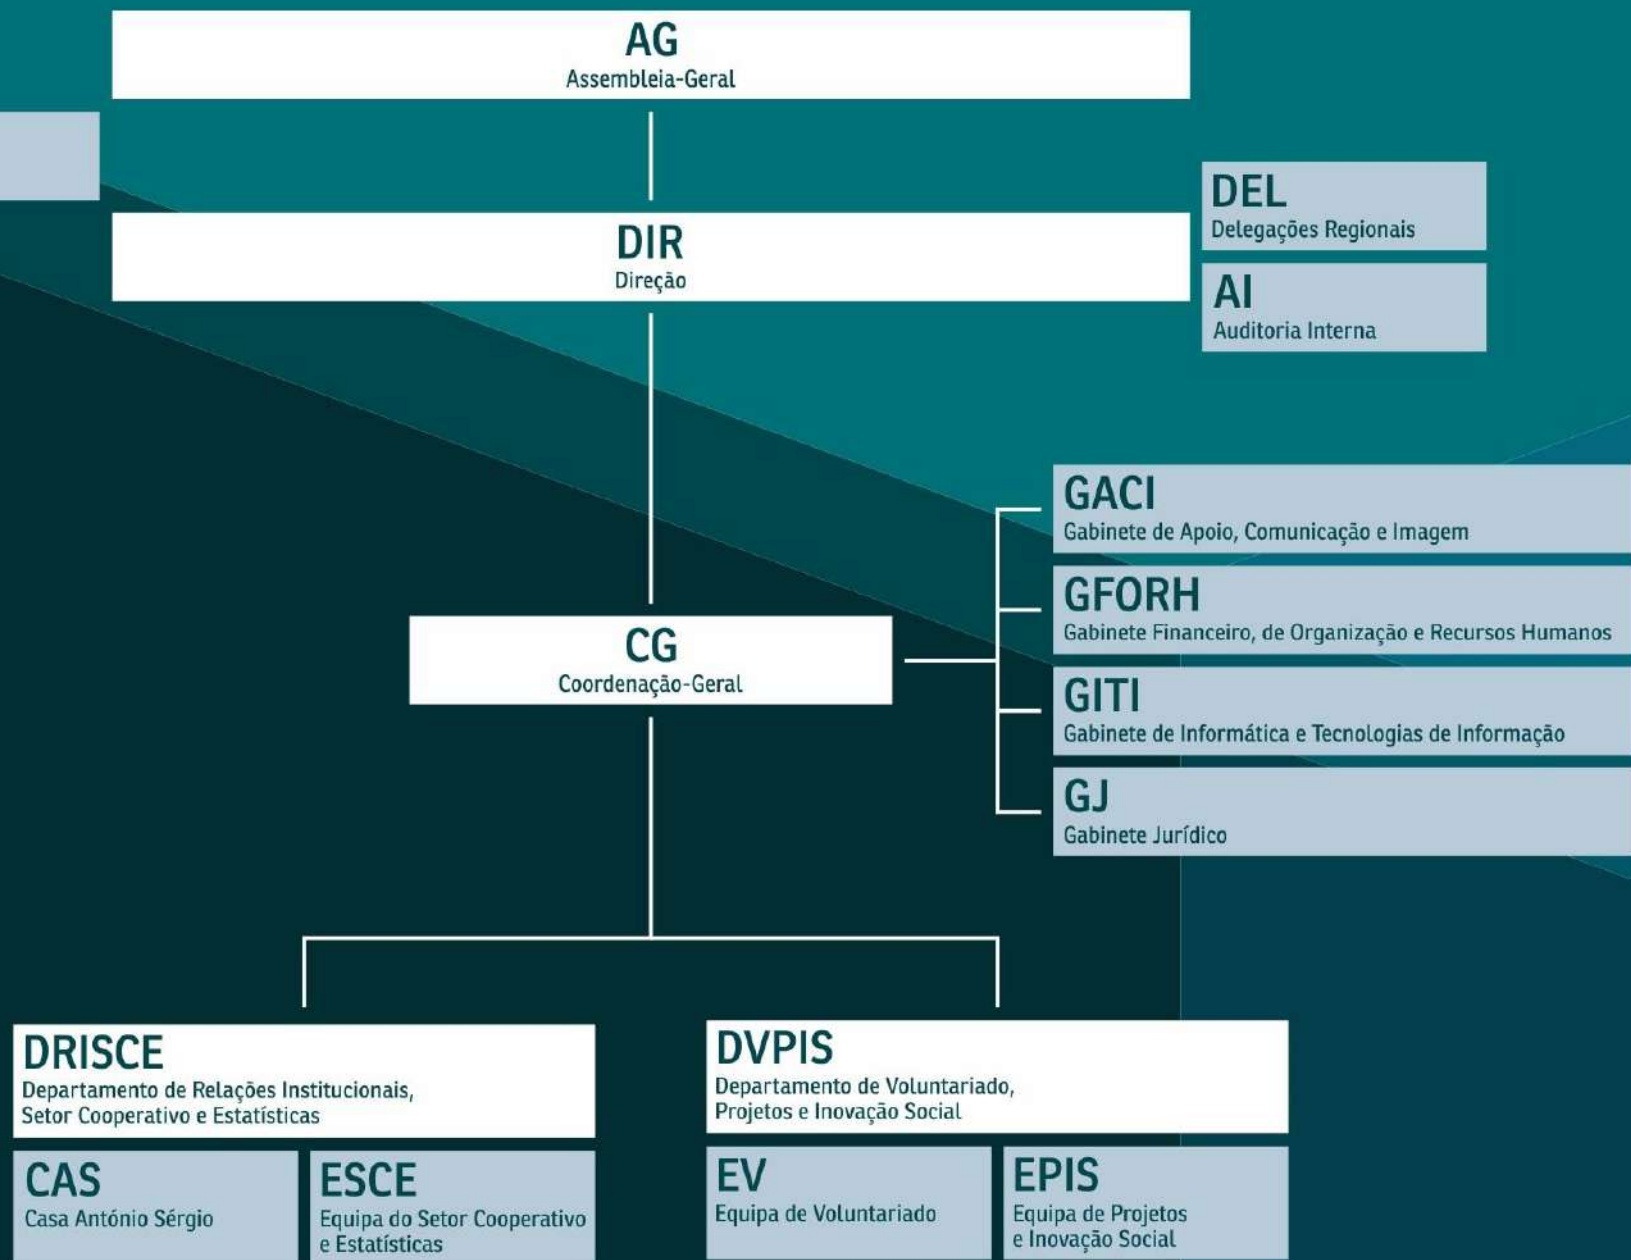 AG
Assembleia-Geral
DIR
Direção
DEL
Delegações Regionais
AI
Auditoria Interna
GACI
Gabinete de Apoio, Comunicação e Imagem
GFORH
Gabinete Financeiro, de Organização e Recursos Humanos
CG
Coordenação-Geral
GITI
Gabinete de Informática e Tecnologias de Informação
GJ
Gabinete Jurídico
DRISCE
Departamento de Relações Institucionais,
Setor Cooperativo e Estatísticas
CAS
Casa António Sérgio
ESCE
Equipa do Setor Cooperativo
e Estatísticas
DVPIS
Departamento de Voluntariado,
Projetos e Inovação Social
EV
Equipa de Voluntariado
EPIS
Equipa de Projetos
e Inovação Social